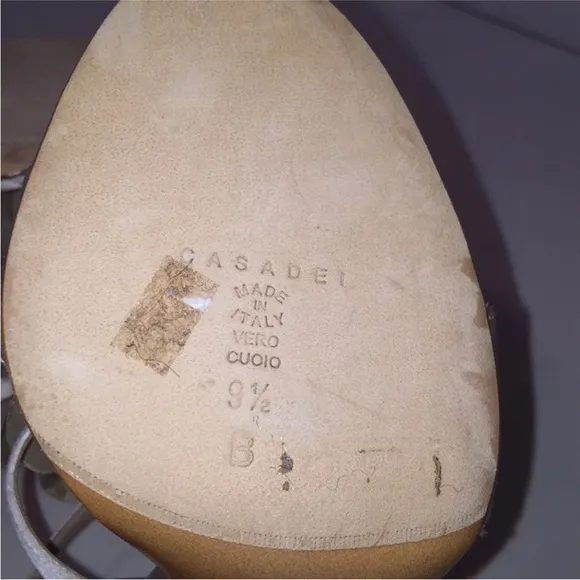 CASADEI
MADE
IN
ITALY
VERO
CUOIO
9½
B